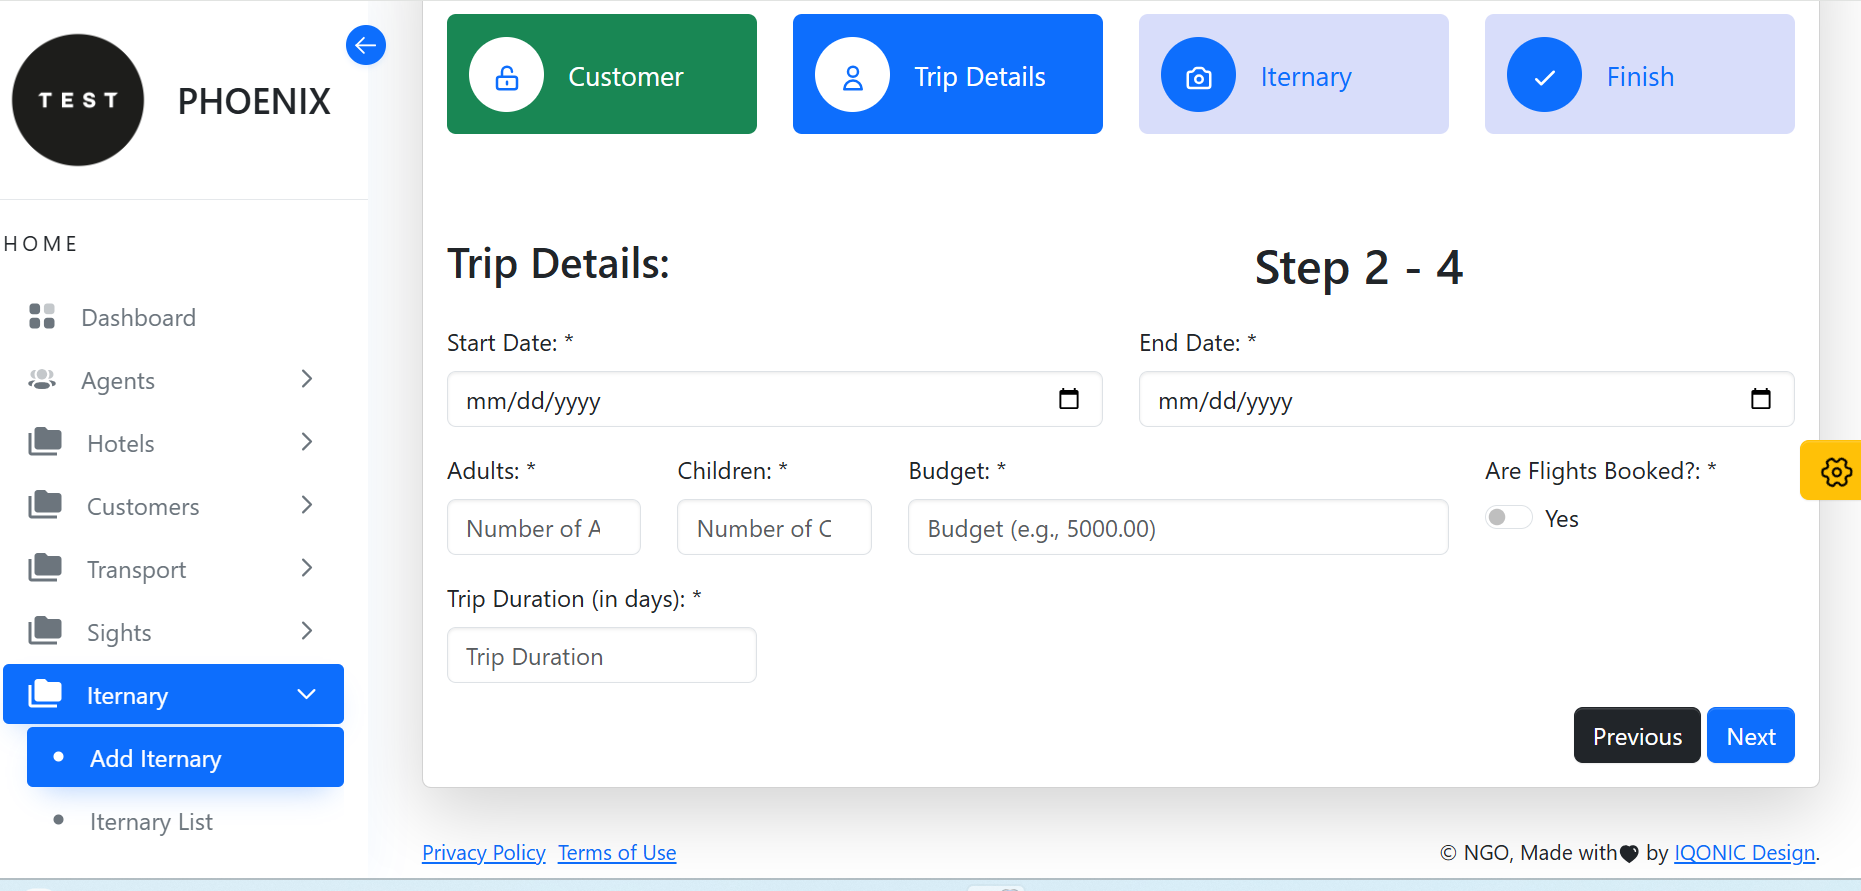 TEST
PHOENIX
HOME
Dashboard
Agents
Hotels
Customers
Transport
Sights
Iternary
Add Iternary
Iternary List
Customer
Trip Details
Iternary
Finish
Trip Details:
Step 2 - 4
Start Date: *
End Date: *
mm/dd/yyyy
mm/dd/yyyy
Adults: *
Children: *
Budget: *
Are Flights Booked?: *
Number of A
Number of C
Budget (e.g., 5000.00)
Yes
Trip Duration (in days): *
Trip Duration
Previous
Next
Privacy Policy Terms of Use
© NGO, Made with by IQONIC Design.